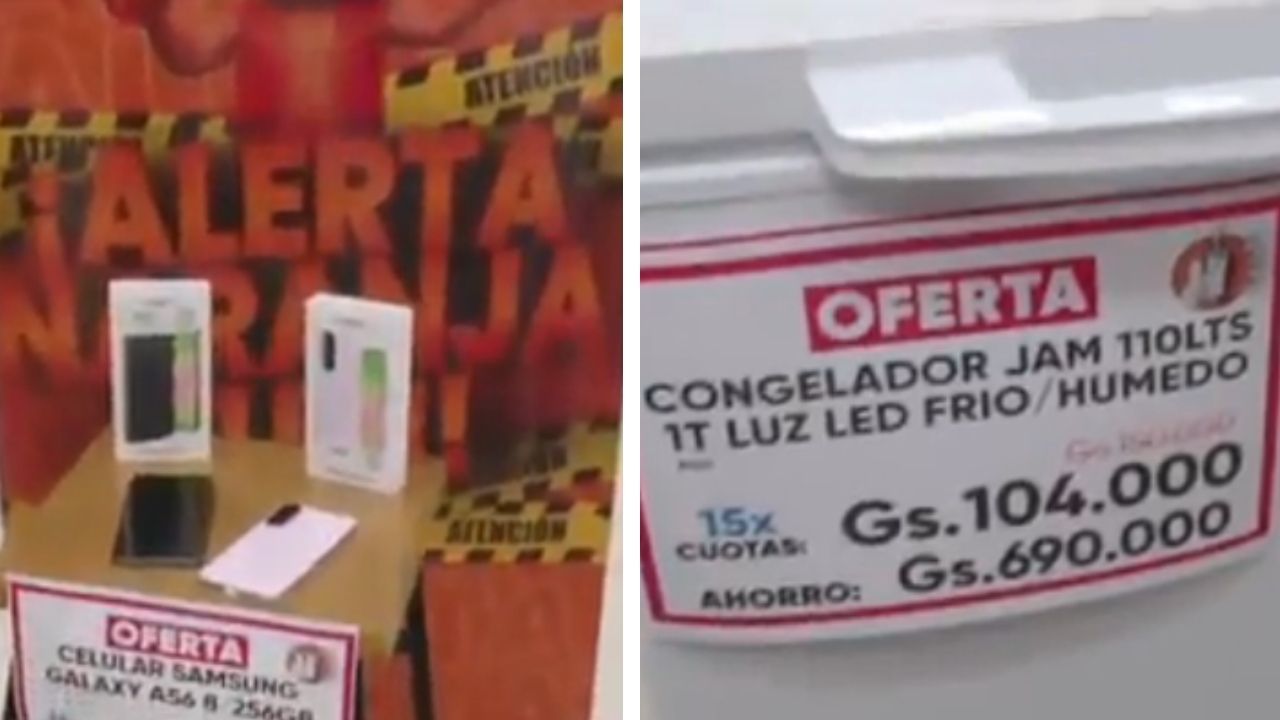 ATENCIÓN
¡ALERTA
NARANJA
!
ATENCIÓN
OFERTA
CELULAR SAMSUNG
GALAXY A56 8/256GB
OFERTA
CONGELADOR JAM 110LTS
1T LUZ LED FRIO/HUMEDO
15x
CUOTAS: Gs.104.000
AHORRO: Gs.690.000